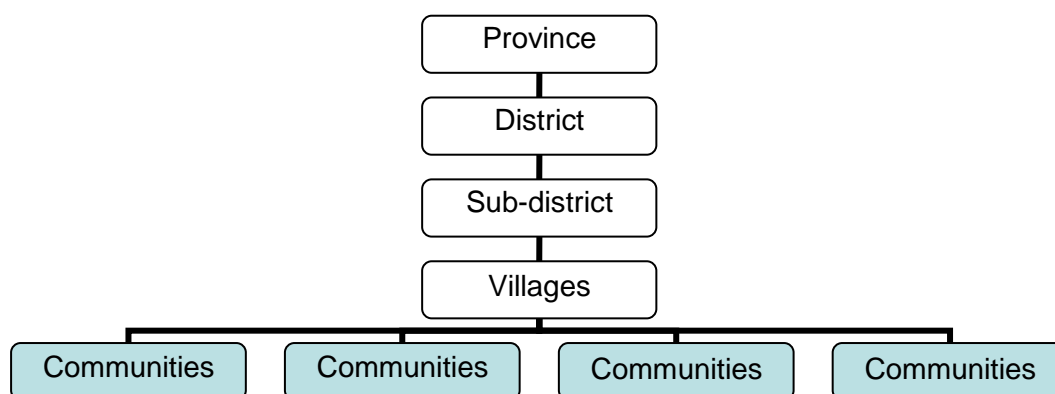 Province
District
Sub-district
Villages
Communities
Communities
Communities
Communities